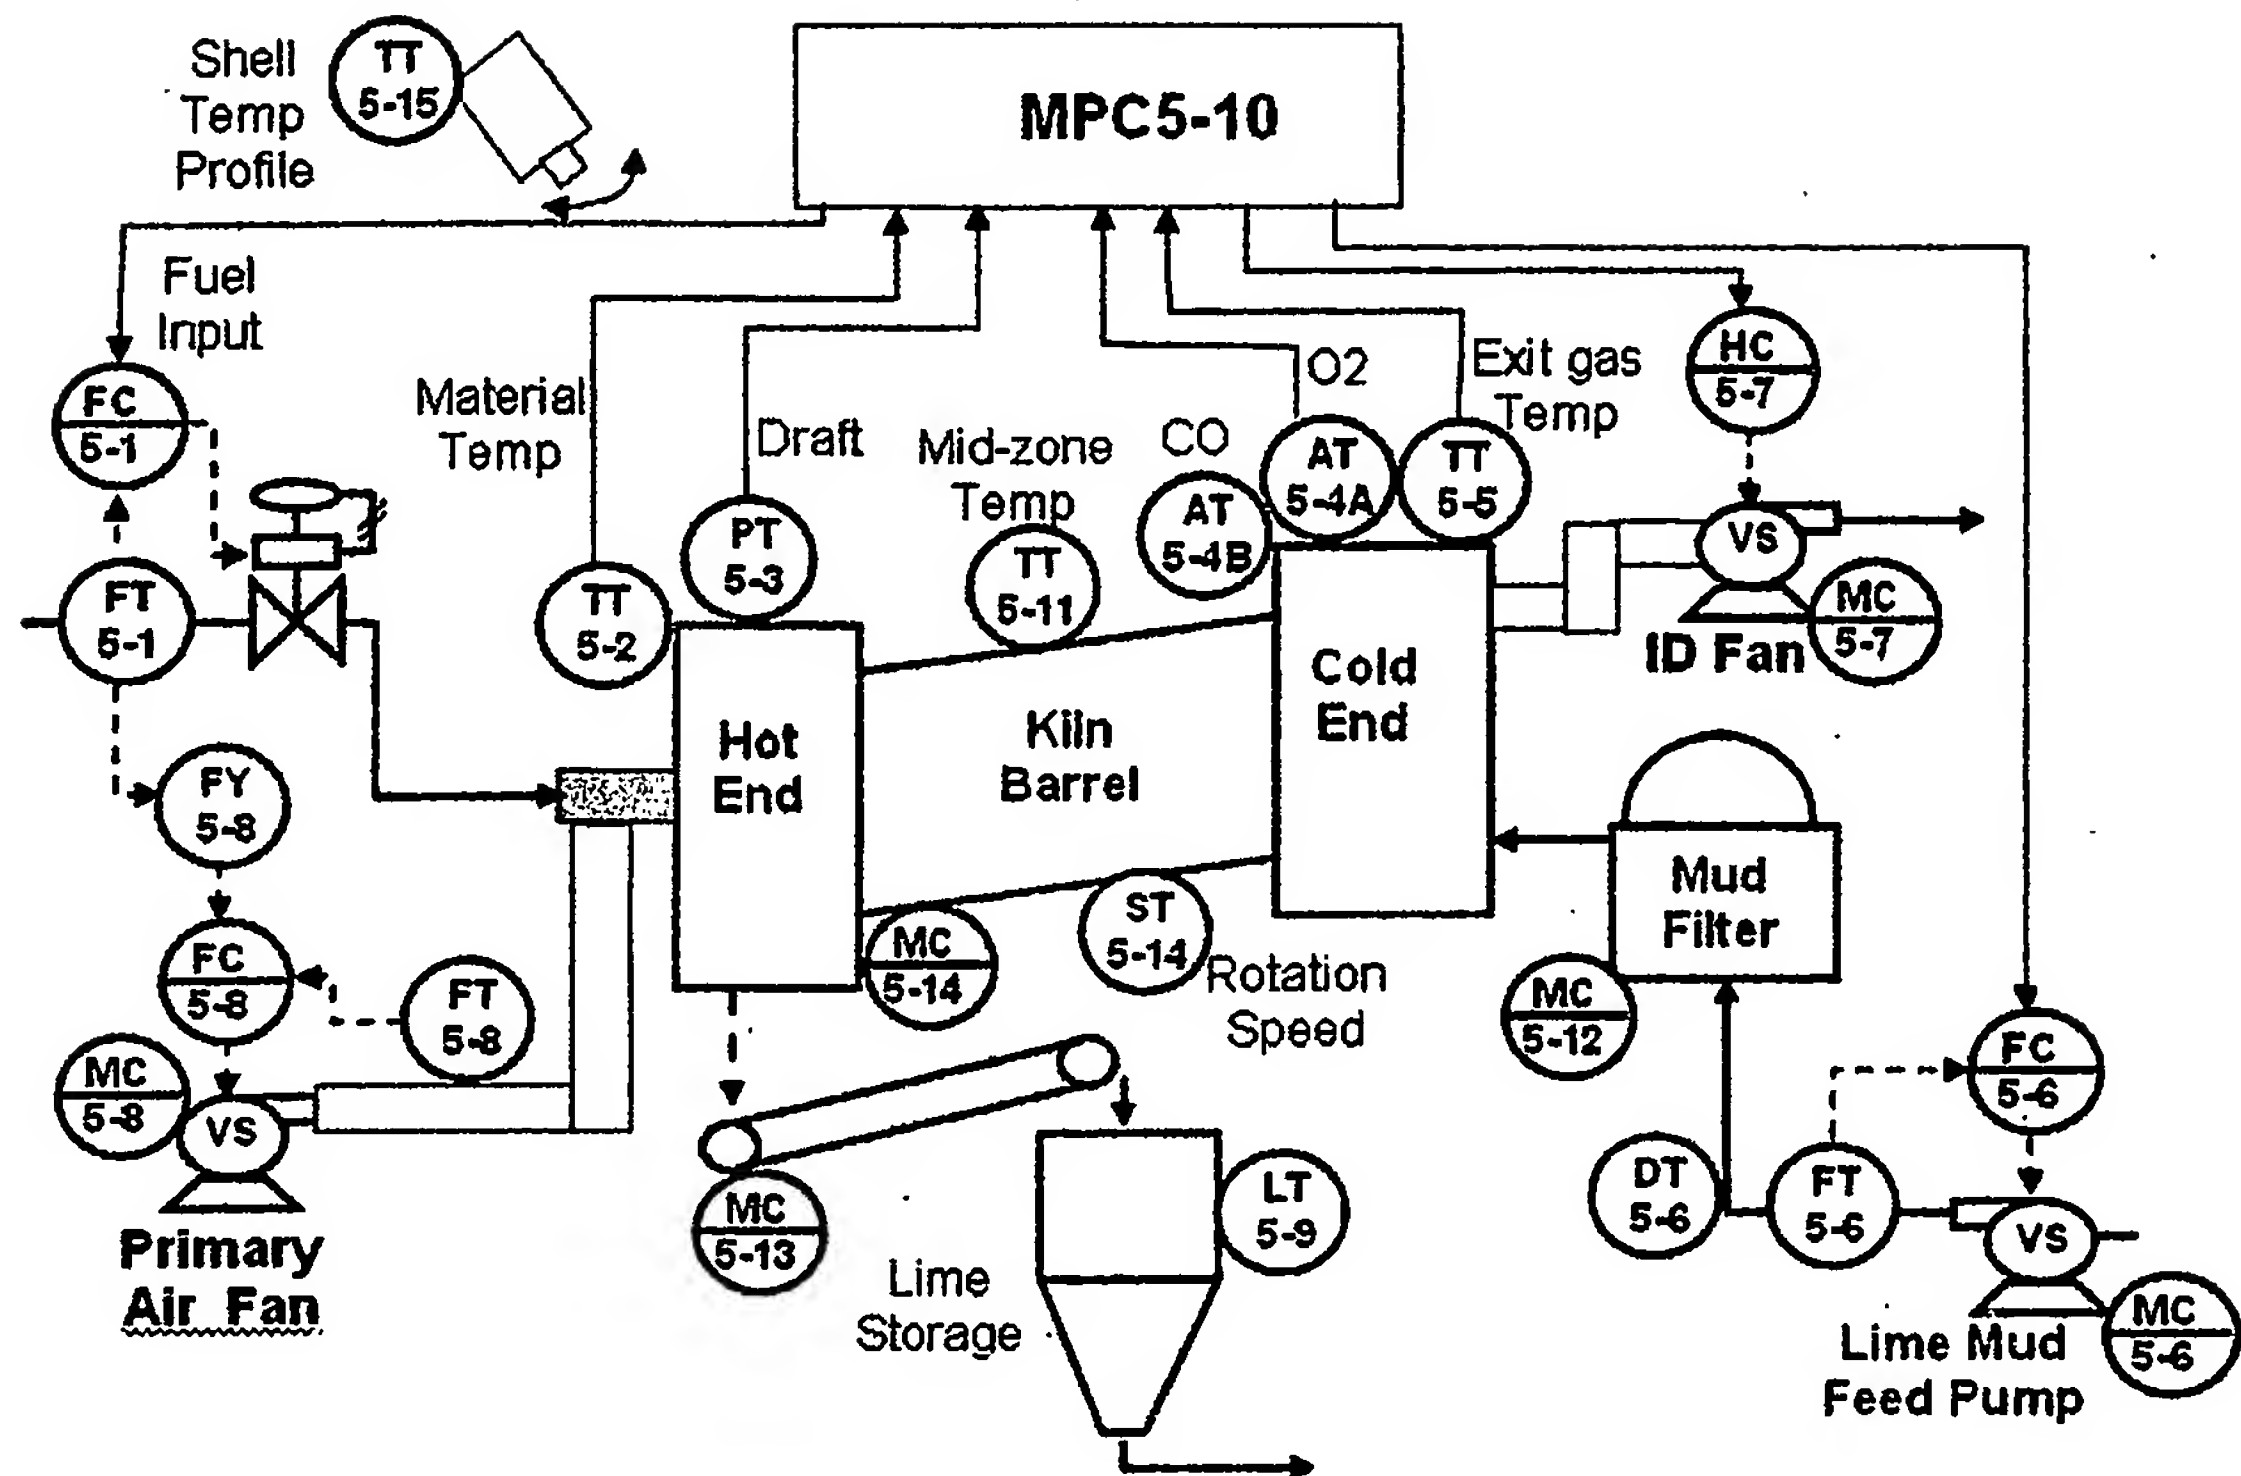 Shell
Temp
Profile
TT
5-15
MPC5-10
Fuel
Input
FC
5-1
FT
5-1
Material
Temp
TT
5-2
Draft
PT
5-3
Mid-zone
Temp
TT
5-11
CO
AT
5-4B
O2
AT
5-4A
Exit gas
Temp
TT
5-5
HC
5-7
VS
MC
5-7
ID Fan
Hot
End
Kiln
Barrel
Cold
End
FY
5-8
FC
5-8
FT
5-8
MC
5-8
VS
Primary
Air Fan
MC
5-14
ST
5-14
Rotation
Speed
Mud
Filter
MC
5-12
FC
5-6
DT
5-6
FT
5-6
VS
MC
5-6
Lime Mud
Feed Pump
MC
5-13
Lime
Storage
LT
5-9